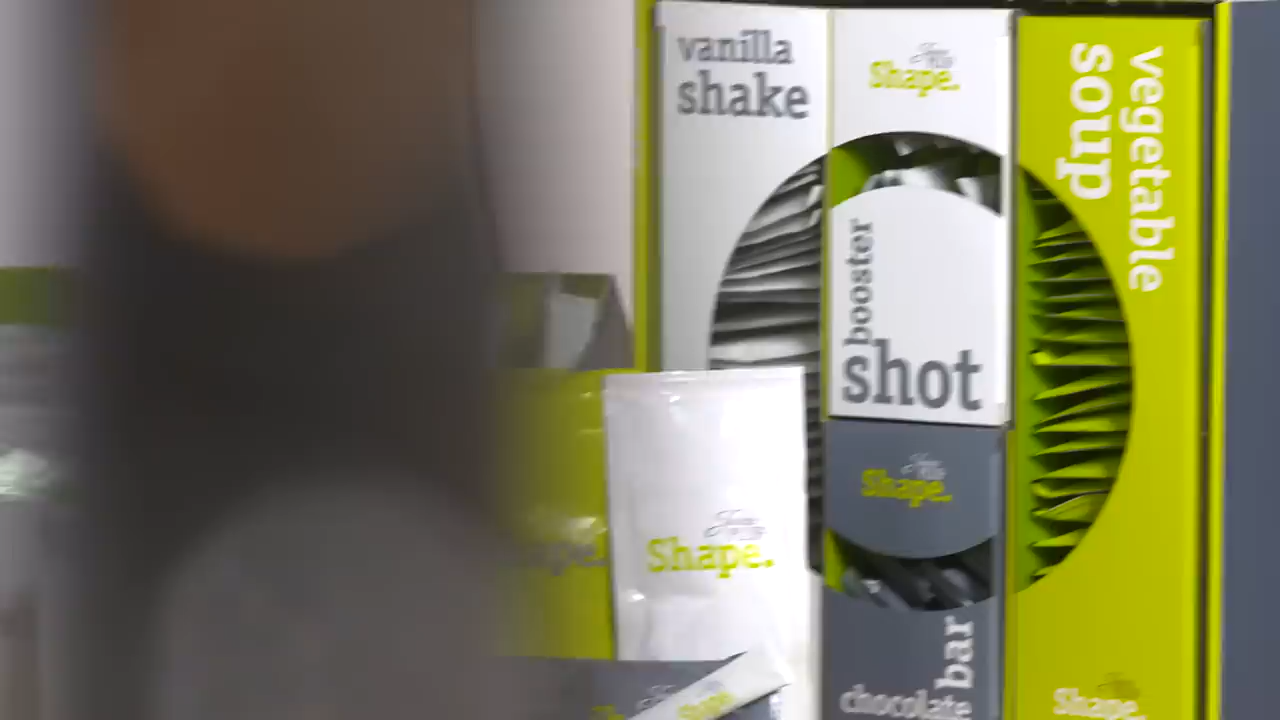 vanilla
shake
Shape.
booster
shot
vegetable
soup
Shape.
Shape.
chocolate
bar
Shape.